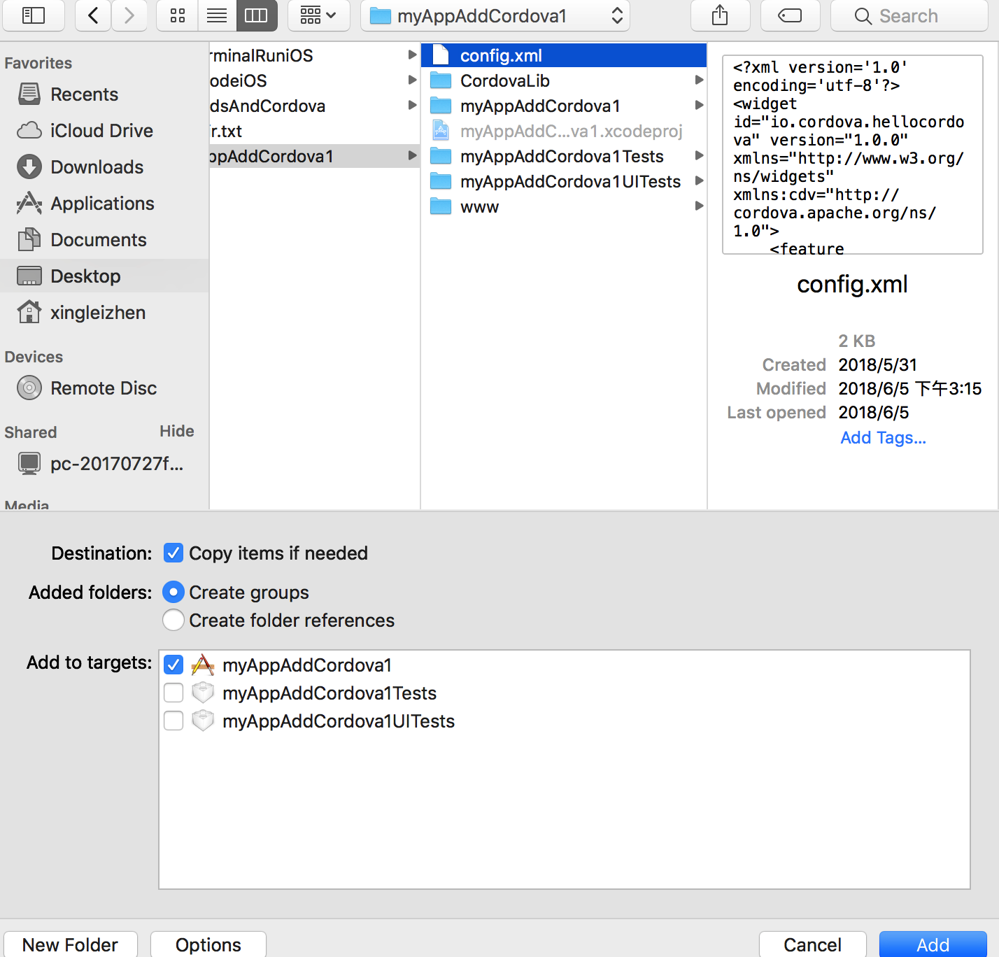 myAppAddCordova1
Search
Favorites
Recents
iCloud Drive
Downloads
Applications
Documents
Desktop
xingleizhen
Devices
Remote Disc
Shared
Hide
pc-20170727f...
Media
rminalRuniOS
odeiOS
dsAndCordova
r.txt
ppAddCordova1
config.xml
CordovaLib
myAppAddCordova1
myAppAddC...va1.xcodeproj
myAppAddCordova1Tests
myAppAddCordova1UITests
www
<?xml version='1.0'
encoding='utf-8'?>
<widget
id="io.cordova.hellocordo
va" version="1.0.0"
xmlns="http://www.w3.org/
ns/widgets"
xmlns:cdv="http://
cordova.apache.org/ns/
1.0">
<feature
config.xml
2 KB
Created 2018/5/31
Modified 2018/6/5 下午3:15
Last opened 2018/6/5
Add Tags...
Destination: Copy items if needed
Added folders: Create groups
Create folder references
Add to targets: myAppAddCordova1
myAppAddCordova1Tests
myAppAddCordova1UITests
New Folder
Options
Cancel
Add